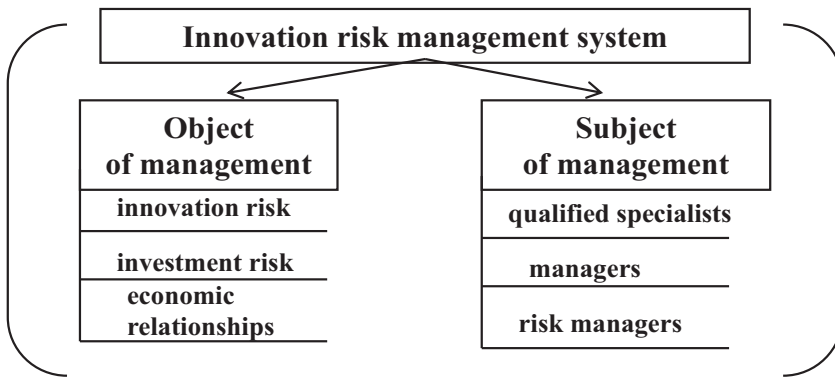 Innovation risk management system
Object
of management
innovation risk
investment risk
economic
relationships
Subject
of management
qualified specialists
managers
risk managers